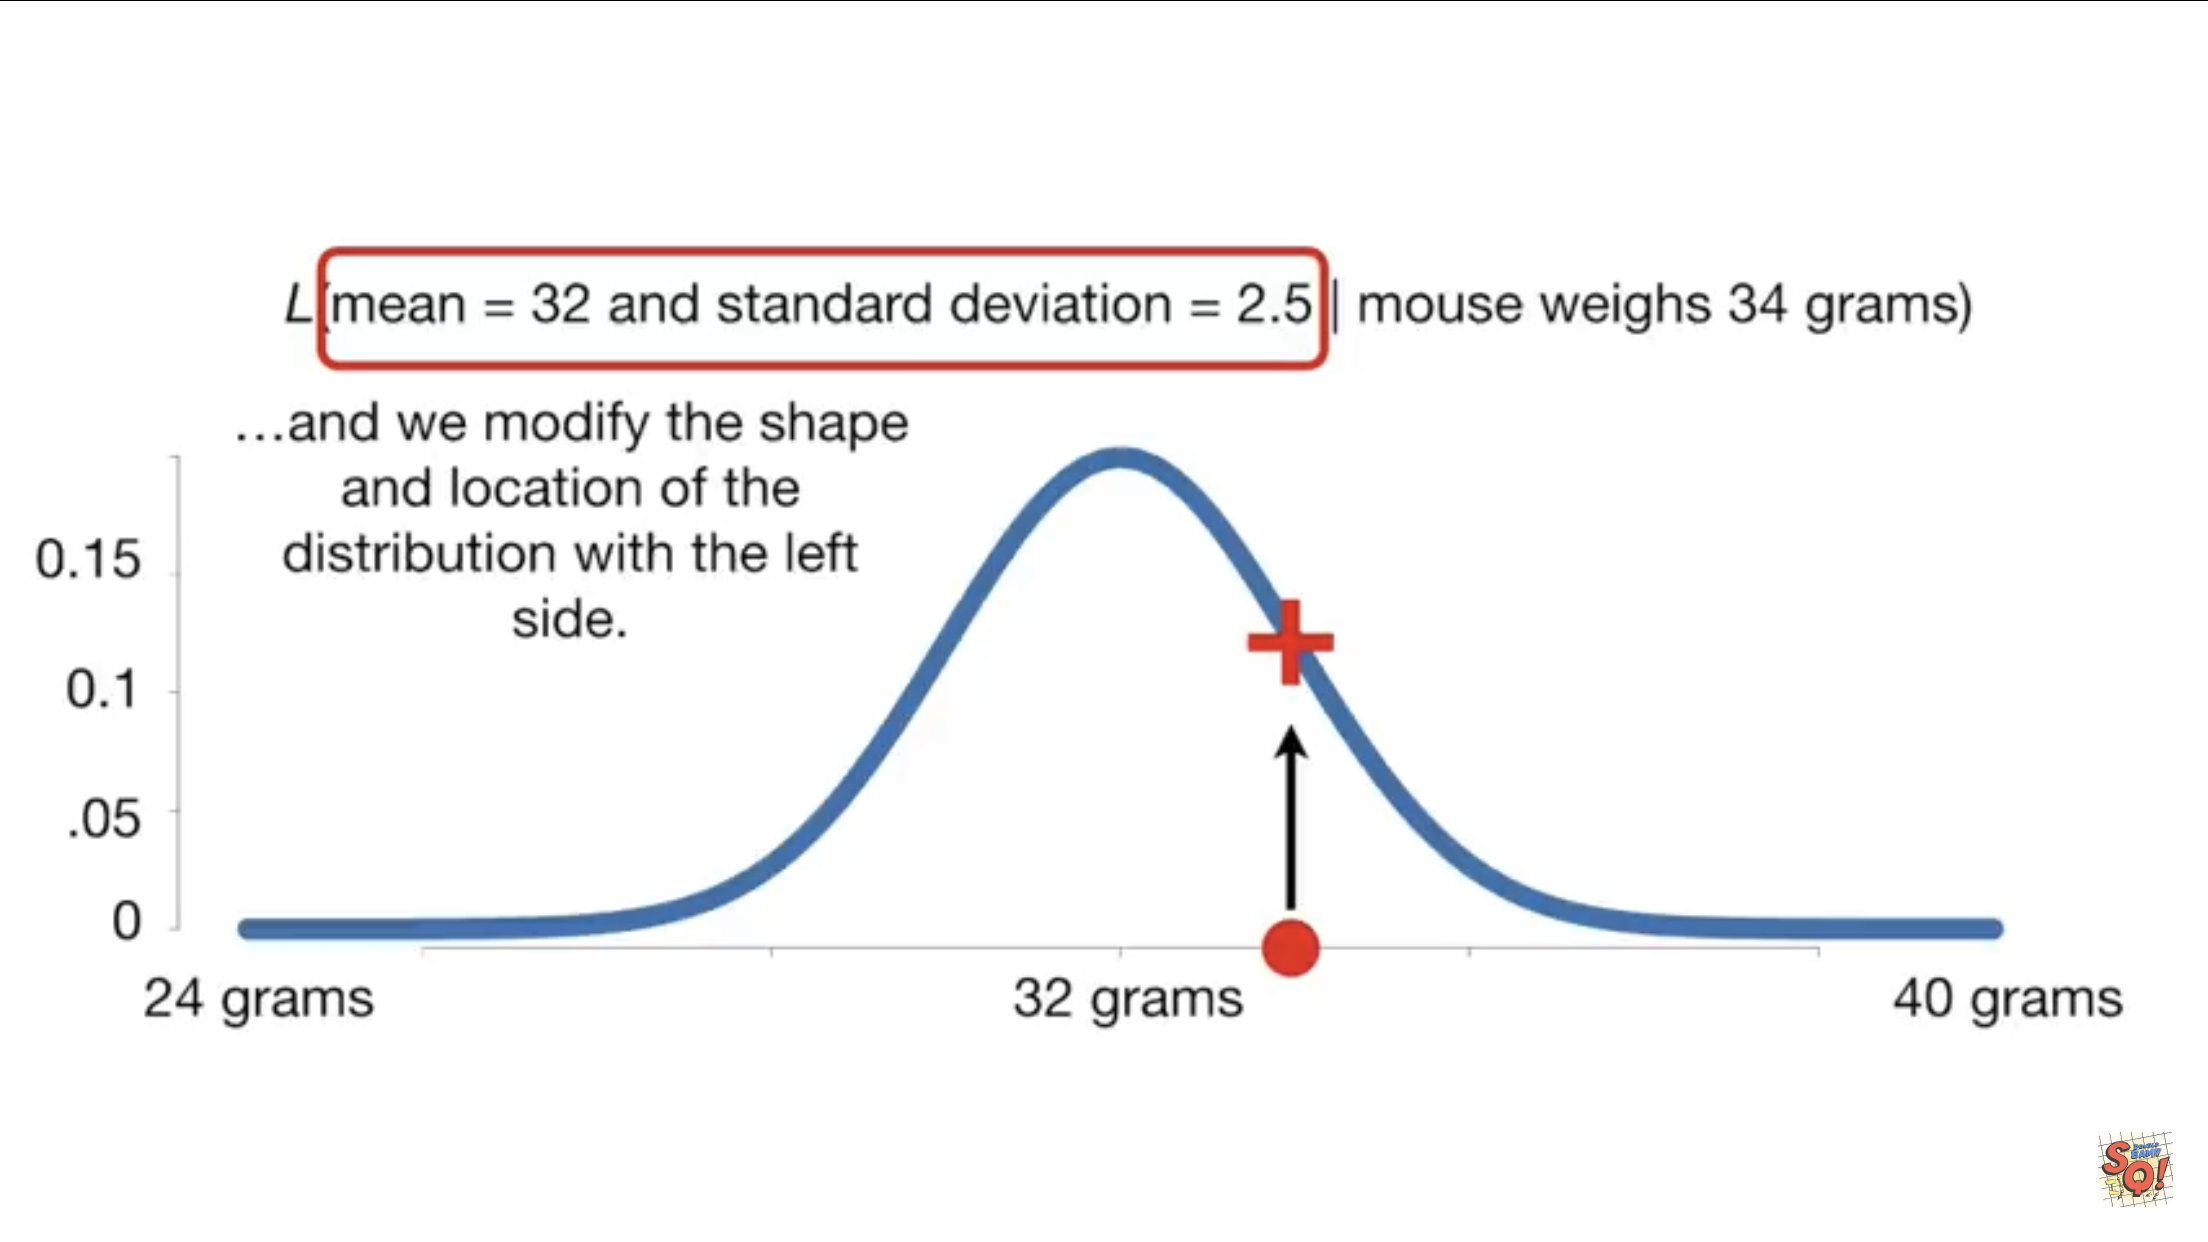 L(mean = 32 and standard deviation = 2.5 | mouse weighs 34 grams)
…and we modify the shape
and location of the
distribution with the left
side.
0.15
0.1
.05
0
24 grams
32 grams
40 grams
SQ!
DOUBLE
BAM!!